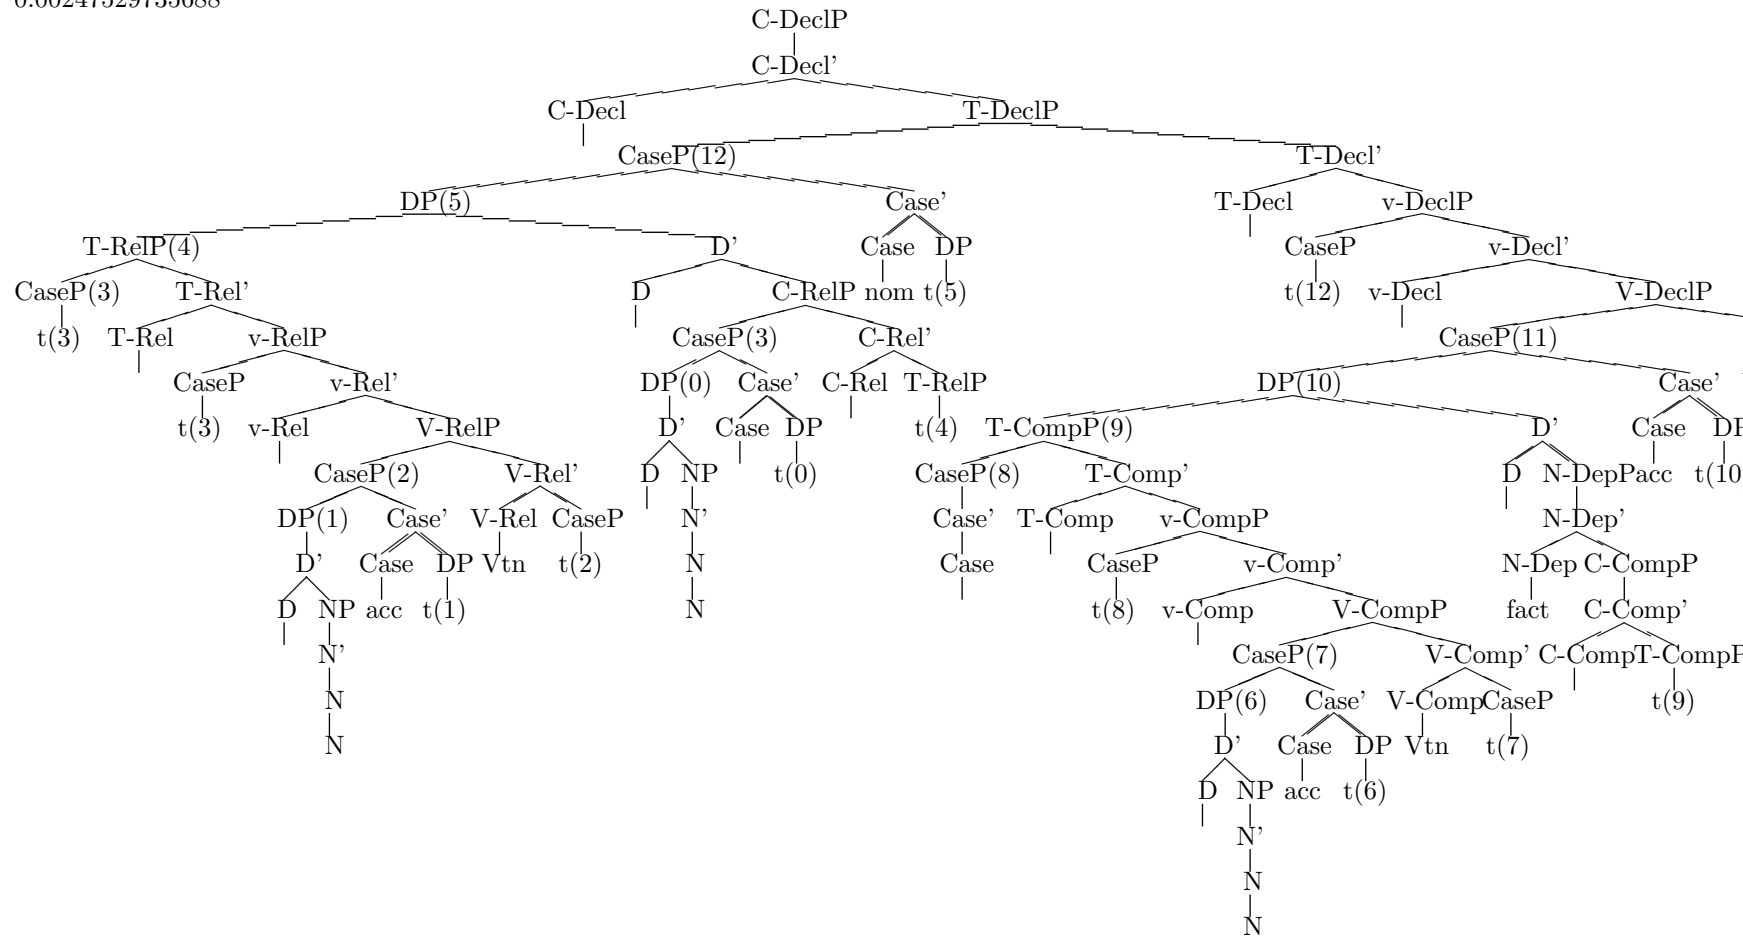 C-DeclP
C-Decl’
C-Decl T-DeclP
CaseP(12) T-Decl’
DP(5) Case’ T-Decl v-DeclP
T-RelP(4) D’ Case DP CaseP v-Decl’
CaseP(3) T-Rel’ D C-RelP nom t(5) t(12) v-Decl V-DeclP
t(3) T-Rel v-RelP CaseP(3) C-Rel’ CaseP(11)
CaseP v-Rel’ DP(0) Case’ C-Rel T-RelP DP(10) Case’
t(3) v-Rel V-RelP D’ Case DP t(4) T-CompP(9) D’ Case
CaseP(2) V-Rel’ D NP t(0) CaseP(8) T-Comp’ D N-DepP acc t(10
DP(1) Case’ V-Rel CaseP N’ Case’ T-Comp v-CompP N-Dep’
D’ Case DP Vtn t(2) N Case CaseP v-Comp’ N-Dep C-CompP
D NP acc t(1) N t(8) v-Comp V-CompP fact C-Comp’
N’ CaseP(7) V-Comp’ C-Comp T-CompP
N DP(6) Case’ V-Comp CaseP t(9)
N D’ Case DP Vtn t(7)
D NP acc t(6)
N’
N
N